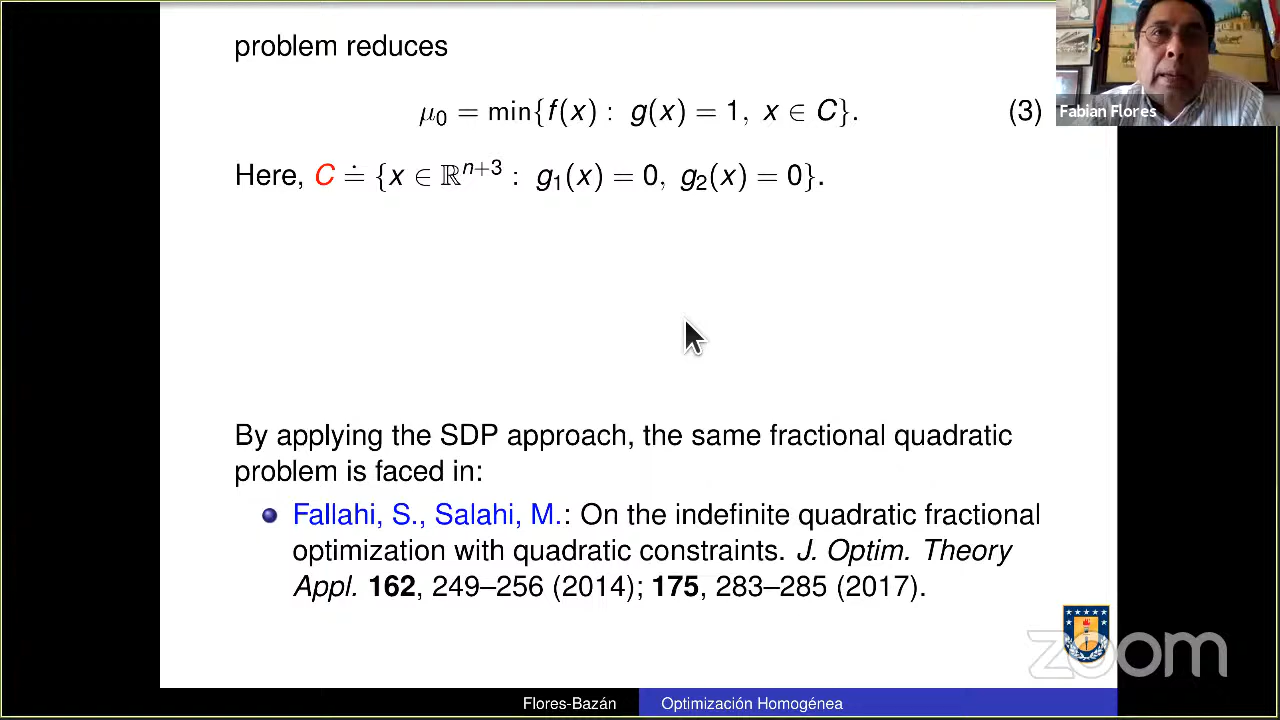 problem reduces
μ₀ = min{f(x) : g(x) = 1, x ∈ C}. (3)
Fabian Flores
Here, C ≐ {x ∈ ℝⁿ⁺³ : g₁(x) = 0, g₂(x) = 0}.
By applying the SDP approach, the same fractional quadratic
problem is faced in:
Fallahi, S., Salahi, M.: On the indefinite quadratic fractional
optimization with quadratic constraints. J. Optim. Theory
Appl. 162, 249–256 (2014); 175, 283–285 (2017).
zoom
Flores-Bazán Optimización Homogénea